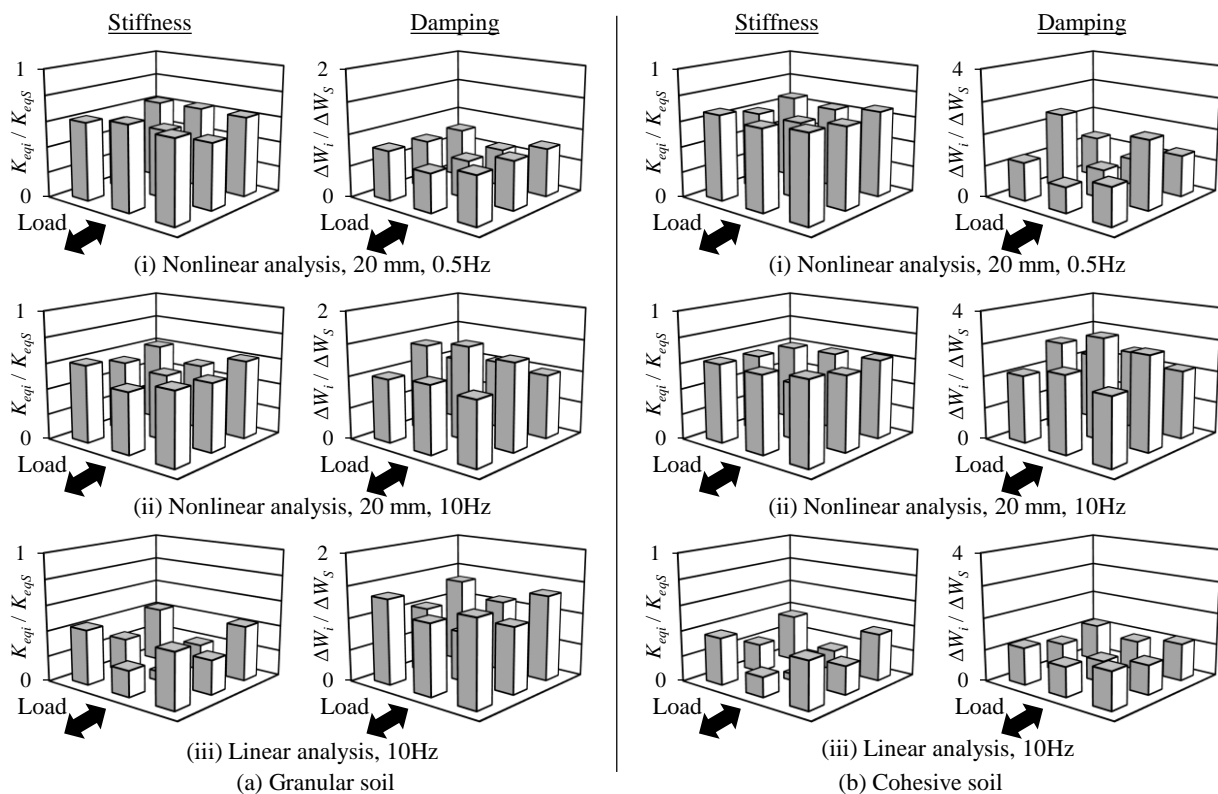 Stiffness Damping Stiffness Damping
1 2 1 4
K_eqi / K_eqS ΔW_i / ΔW_S K_eqi / K_eqS ΔW_i / ΔW_S
0 0 0 0
Load Load Load Load
(i) Nonlinear analysis, 20 mm, 0.5Hz (i) Nonlinear analysis, 20 mm, 0.5Hz
1 2 1 4
K_eqi / K_eqS ΔW_i / ΔW_S K_eqi / K_eqS ΔW_i / ΔW_S
0 0 0 0
Load Load Load Load
(ii) Nonlinear analysis, 20 mm, 10Hz (ii) Nonlinear analysis, 20 mm, 10Hz
1 2 1 4
K_eqi / K_eqS ΔW_i / ΔW_S K_eqi / K_eqS ΔW_i / ΔW_S
0 0 0 0
Load Load Load Load
(iii) Linear analysis, 10Hz (iii) Linear analysis, 10Hz
(a) Granular soil (b) Cohesive soil